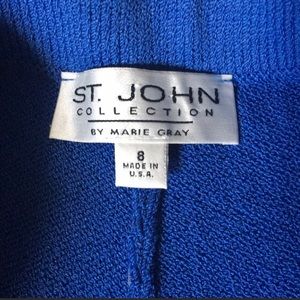 ST. JOHN
COLLECTION
BY MARIE GRAY
8
MADE IN
U.S.A.